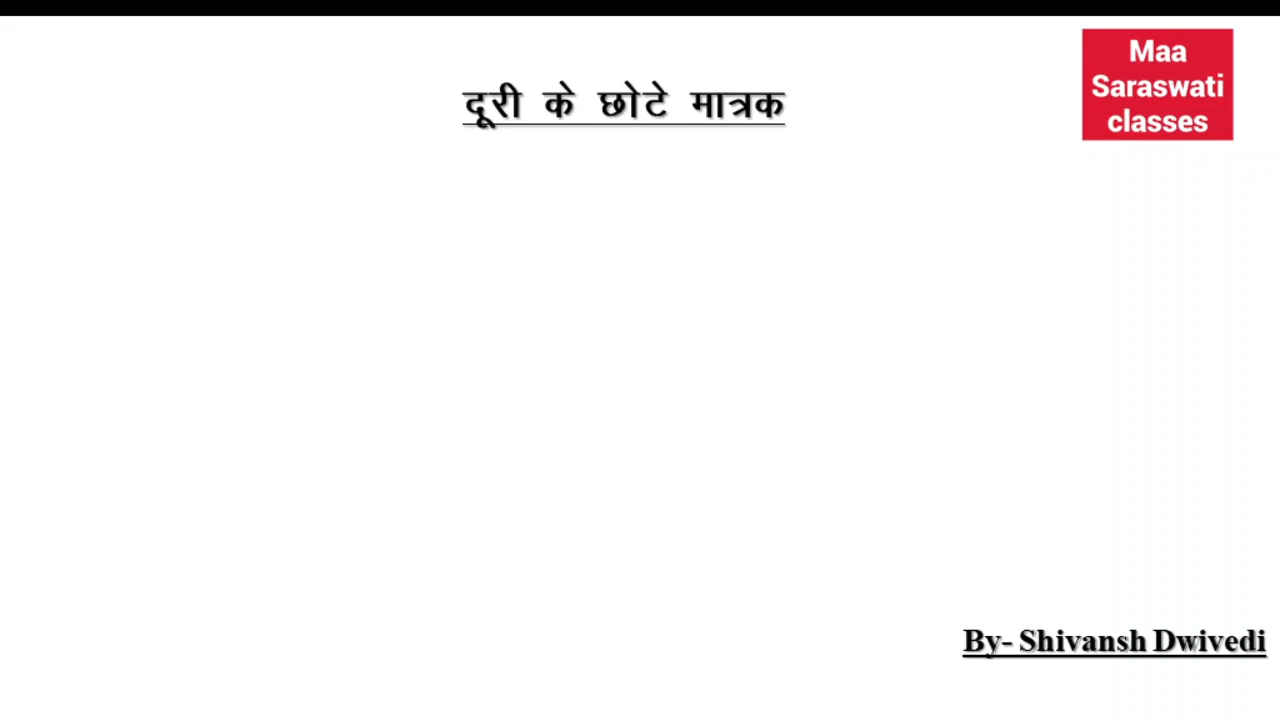 दूरी के छोटे मात्रक
Maa
Saraswati
classes
By- Shivansh Dwivedi